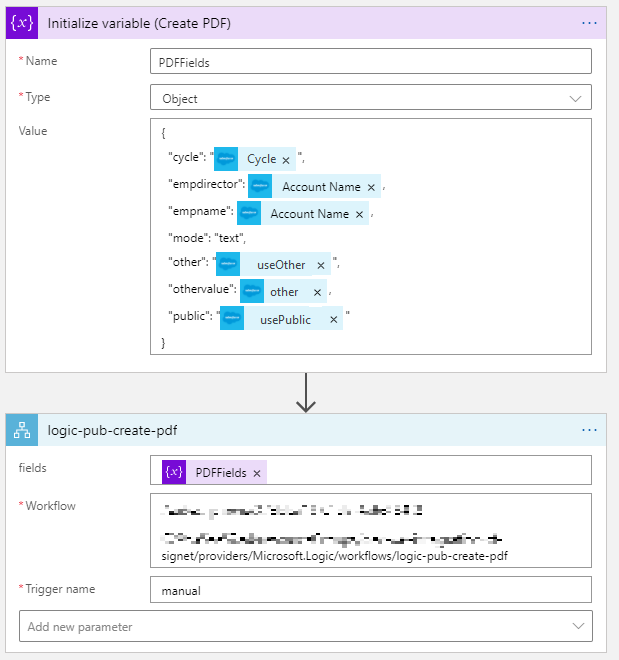 {x} Initialize variable (Create PDF) ...
* Name PDFFields
* Type Object
Value {
"cycle": " Cycle × ",
"empdirector": Account Name × ,
"empname": Account Name × ,
"mode": "text",
"other": " useOther × ",
"othervalue": other × ,
"public": " usePublic × "
}
logic-pub-create-pdf ...
fields {x} PDFFields ×
* Workflow
signet/providers/Microsoft.Logic/workflows/logic-pub-create-pdf
* Trigger name manual
Add new parameter